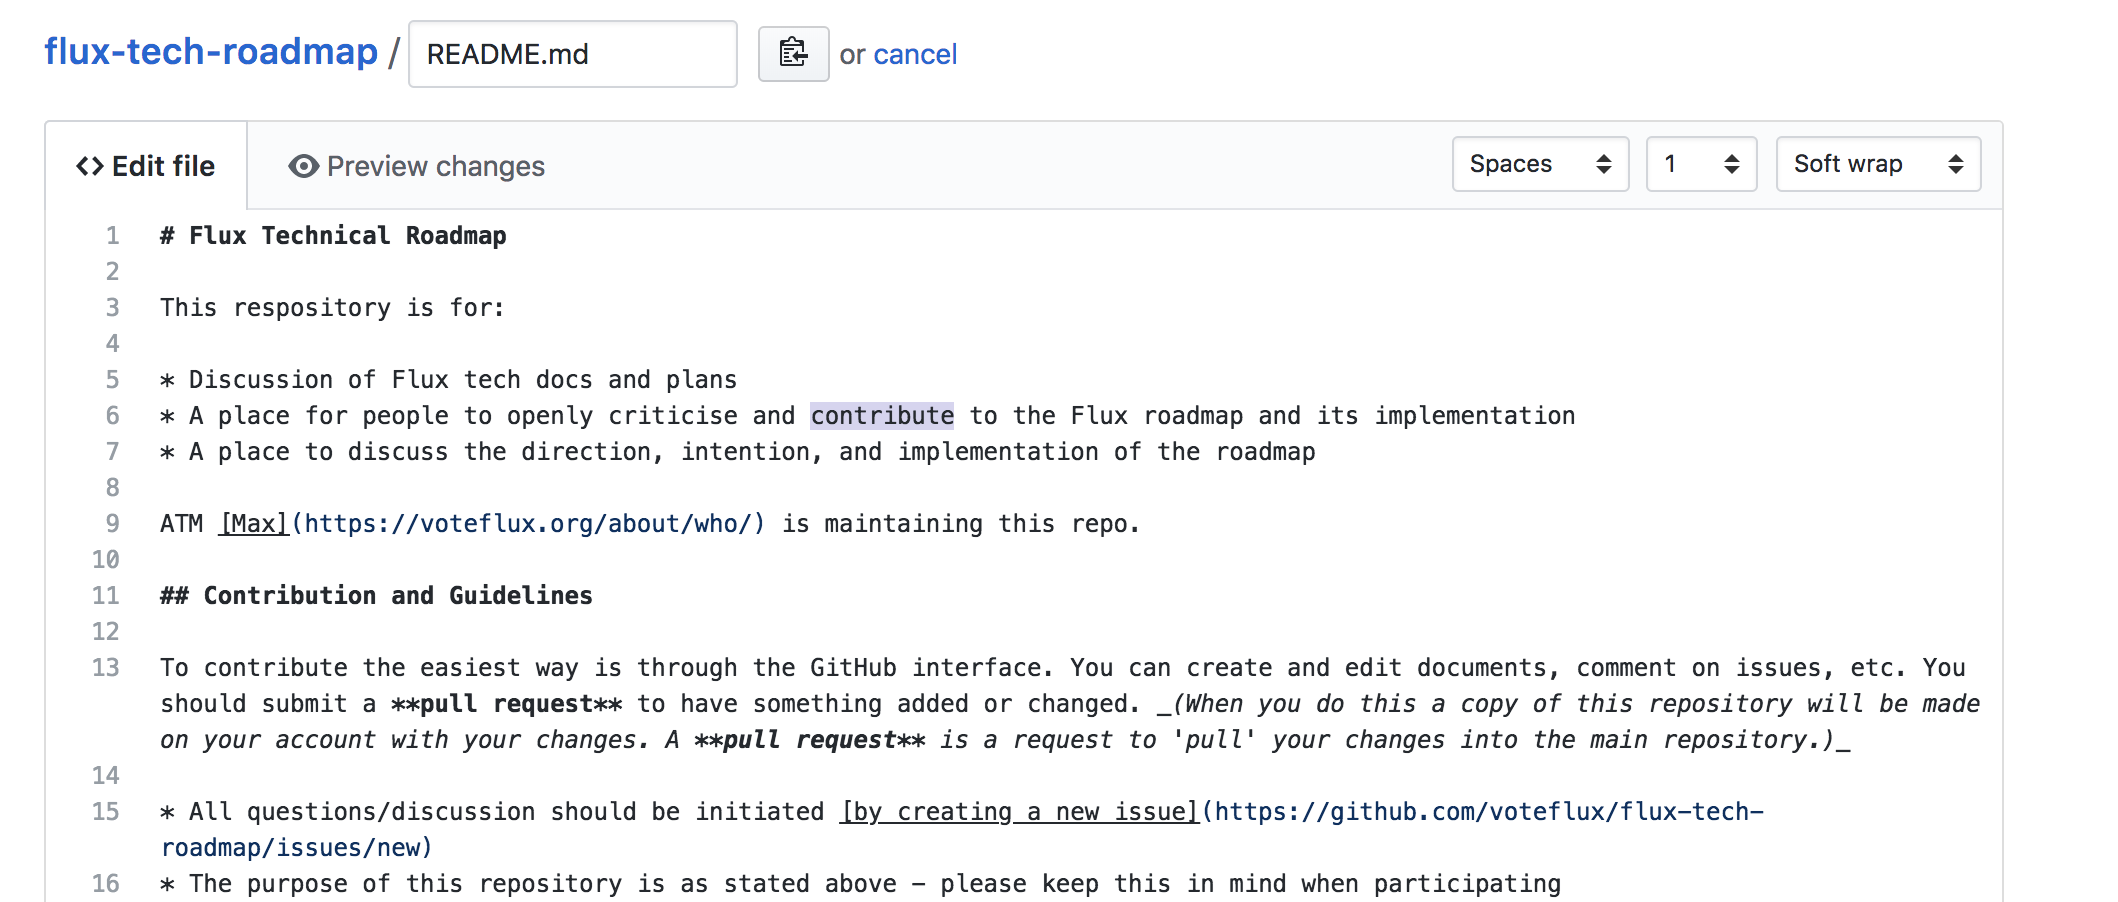 flux-tech-roadmap / README.md or cancel
Edit file Preview changes Spaces 1 Soft wrap
1 # Flux Technical Roadmap
2
3 This respository is for:
4
5 * Discussion of Flux tech docs and plans
6 * A place for people to openly criticise and contribute to the Flux roadmap and its implementation
7 * A place to discuss the direction, intention, and implementation of the roadmap
8
9 ATM [Max](https://voteflux.org/about/who/) is maintaining this repo.
10
11 ## Contribution and Guidelines
12
13 To contribute the easiest way is through the GitHub interface. You can create and edit documents, comment on issues, etc. You
should submit a **pull request** to have something added or changed. _(When you do this a copy of this repository will be made
on your account with your changes. A **pull request** is a request to 'pull' your changes into the main repository.)_
14
15 * All questions/discussion should be initiated [by creating a new issue](https://github.com/voteflux/flux-tech-
roadmap/issues/new)
16 * The purpose of this repository is as stated above – please keep this in mind when participating